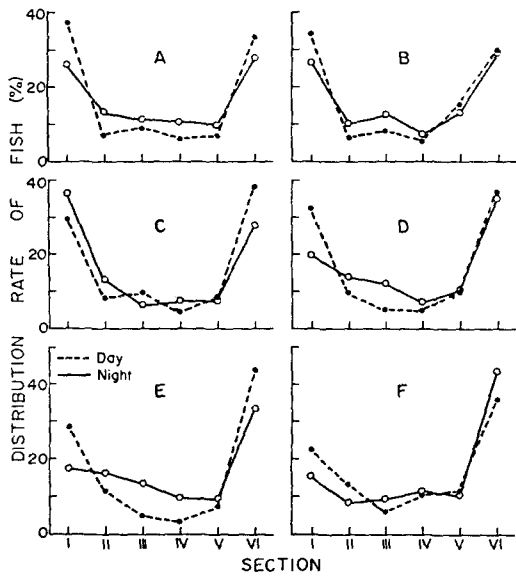 DISTRIBUTION RATE OF FISH (%)
40
20
0
A
B
40
20
0
C
D
40
20
0
Day
Night
E
F
I II III IV V VI
I II III IV V VI
SECTION